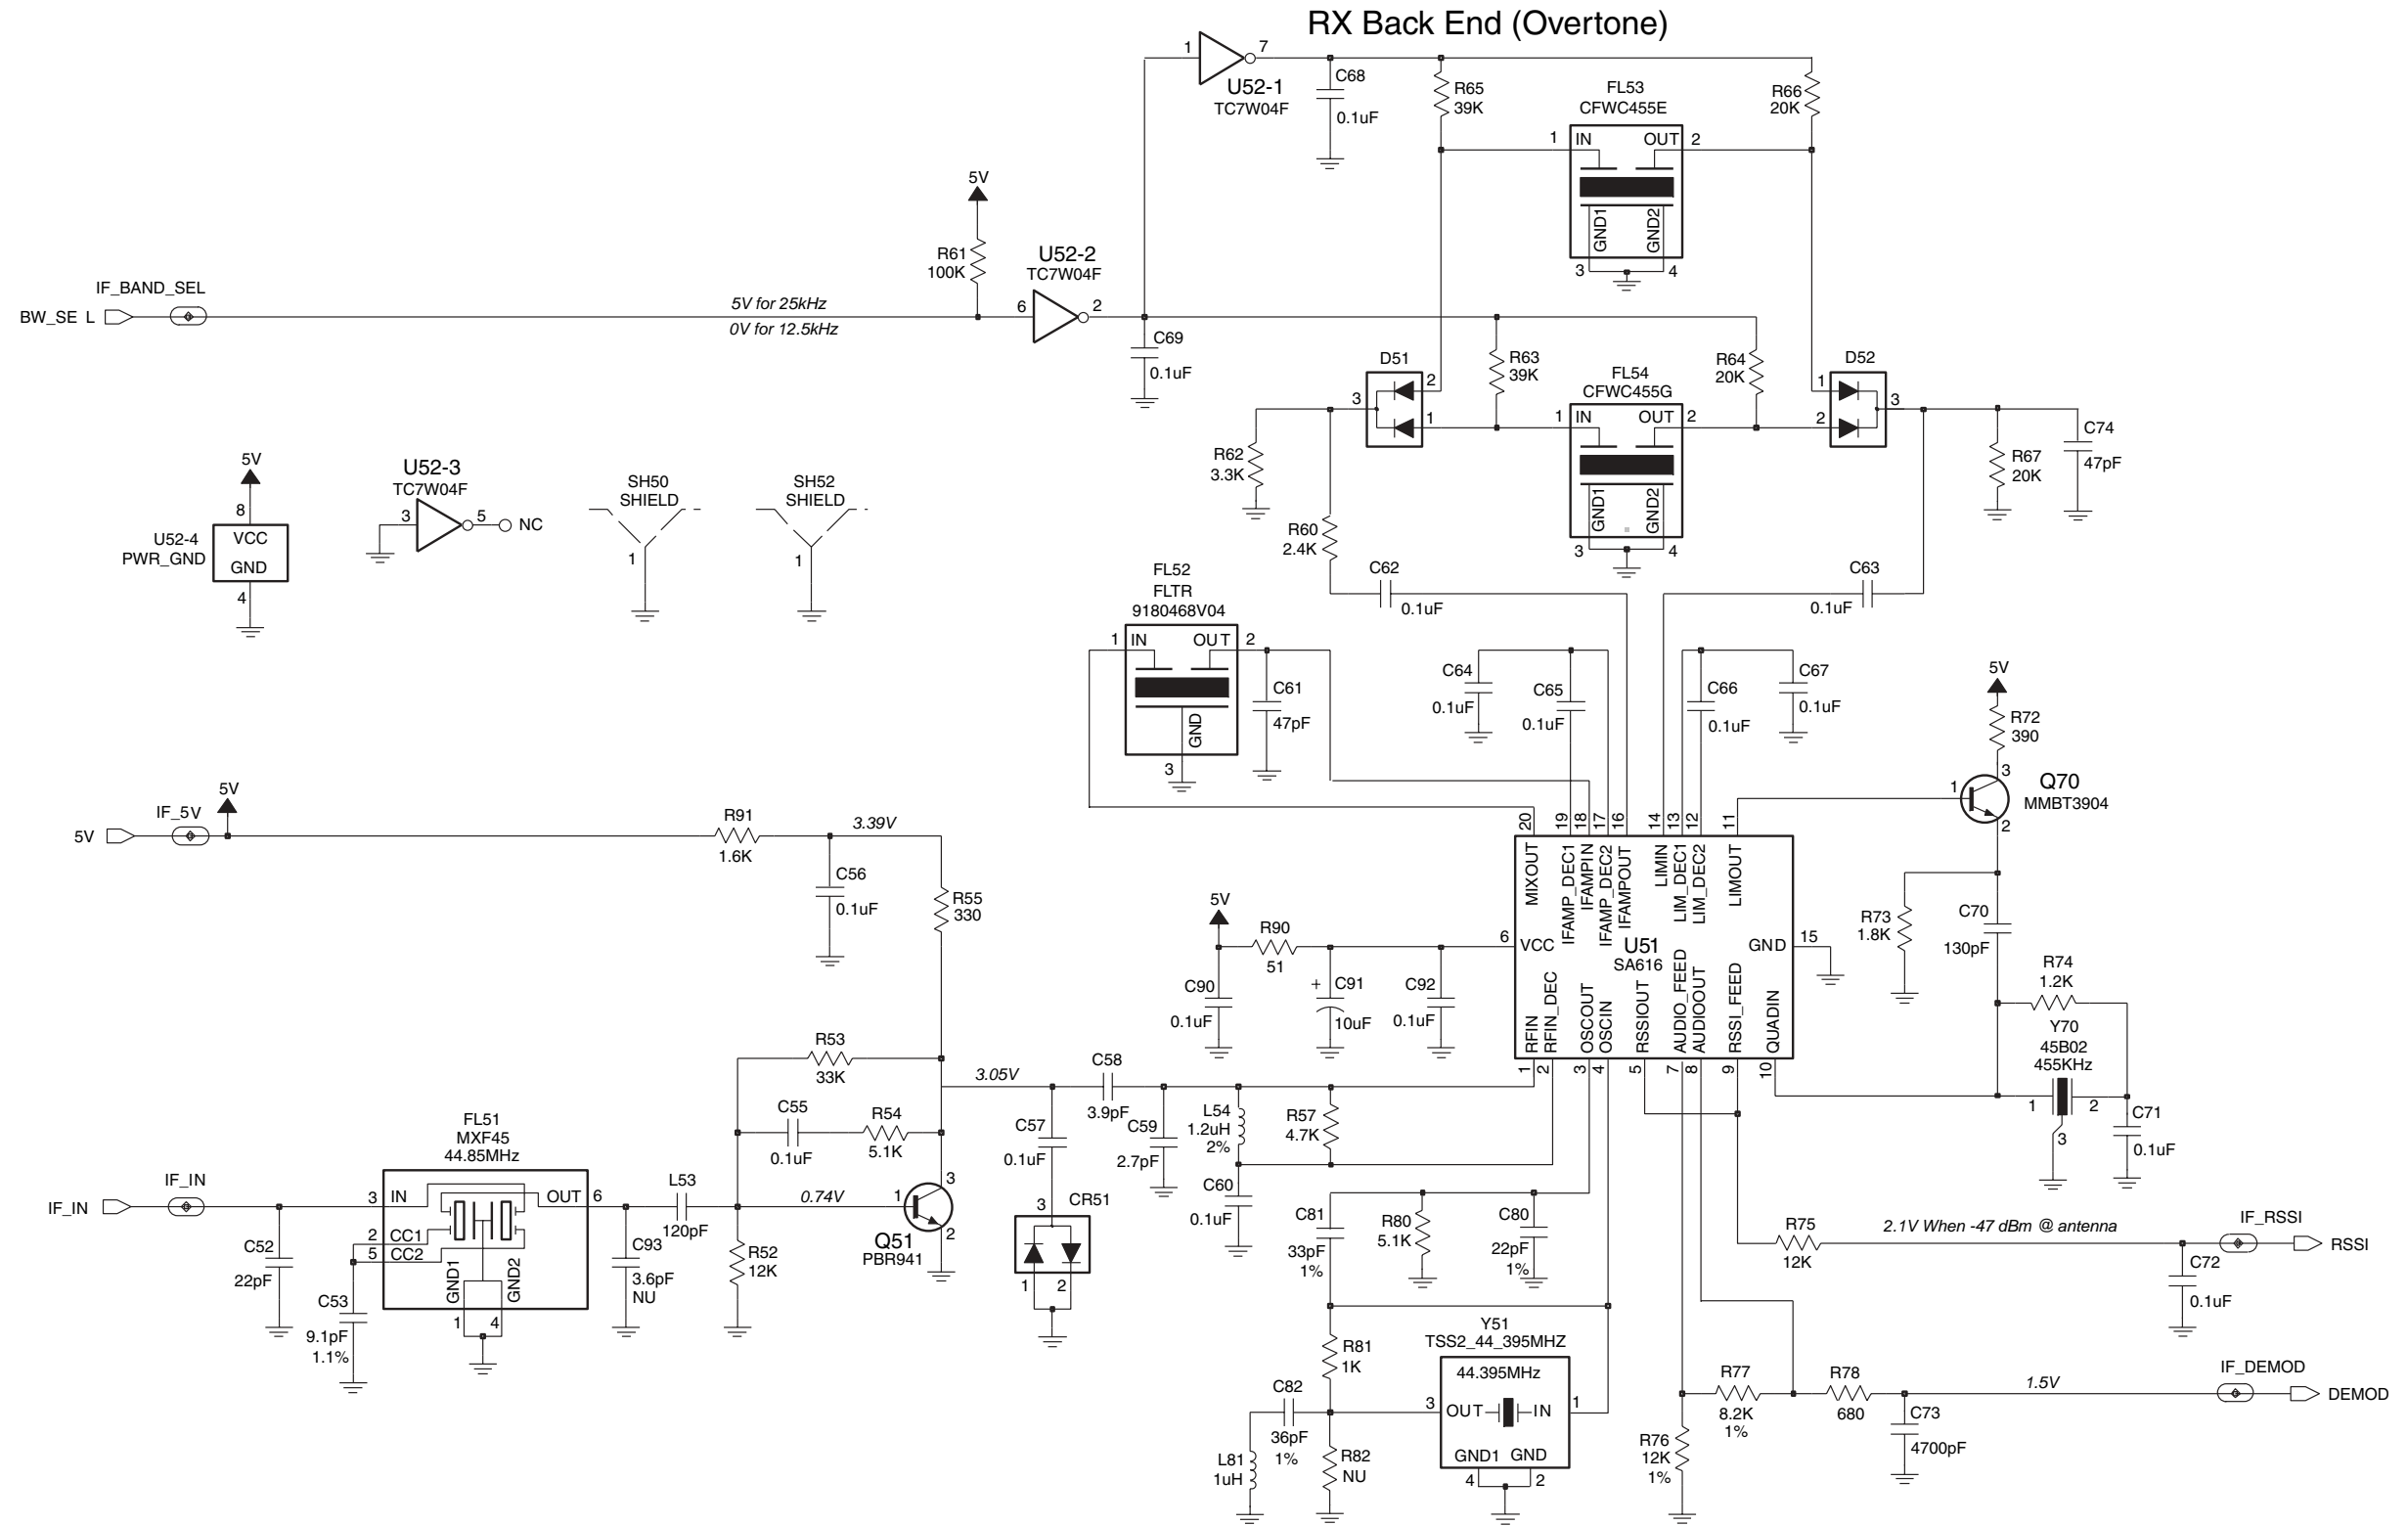 RX Back End (Overtone)
1
7
U52-1
TC7W04F
C68
0.1uF
R65
39K
FL53
CFWC455E
R66
20K
1
IN
OUT
2
GND1
GND2
3
4
5V
R61
100K
U52-2
TC7W04F
IF_BAND_SEL
BW_SE L
5V for 25kHz
0V for 12.5kHz
6
2
C69
0.1uF
D51
2
3
1
R63
39K
R64
20K
FL54
CFWC455G
1
IN
OUT
2
GND1
GND2
3
4
D52
1
3
2
C74
47pF
R67
20K
R62
3.3K
R60
2.4K
C62
0.1uF
C63
0.1uF
5V
8
U52-4
PWR_GND
VCC
GND
4
U52-3
TC7W04F
3
5
NC
SH50
SHIELD
1
SH52
SHIELD
1
FL52
FLTR
9180468V04
1
IN
OUT
2
GND
3
C61
47pF
C64
0.1uF
C65
0.1uF
C66
0.1uF
C67
0.1uF
5V
R72
390
3
1
Q70
MMBT3904
2
5V
IF_5V
5V
R91
1.6K
3.39V
C56
0.1uF
R55
330
20
19
18
17
16
14
13
12
11
MIXOUT
IFAMP_DEC1
IFAMPIN
IFAMP_DEC2
IFAMPOUT
LIMIN
LIM_DEC1
LIM_DEC2
LIMOUT
5V
R90
51
6
VCC
U51
SA616
GND
15
C90
0.1uF
+
C91
10uF
C92
0.1uF
RFIN
RFIN_DEC
OSCOUT
OSCIN
RSSIOUT
AUDIO_FEED
AUDIOOUT
RSSI_FEED
QUADIN
1
2
3
4
5
7
8
9
10
R73
1.8K
C70
130pF
R74
1.2K
Y70
45B02
455KHz
1
2
3
C71
0.1uF
R53
33K
C55
0.1uF
R54
5.1K
3.05V
C58
3.9pF
C57
0.1uF
C59
2.7pF
L54
1.2uH
2%
R57
4.7K
C60
0.1uF
FL51
MXF45
44.85MHz
IF_IN
IF_IN
3
IN
OUT
6
2
CC1
5
CC2
GND1
GND2
1
4
C52
22pF
C53
9.1pF
1.1%
C93
3.6pF
NU
L53
120pF
R52
12K
0.74V
1
3
2
Q51
PBR941
3
CR51
1
2
C81
33pF
1%
R80
5.1K
C80
22pF
1%
R81
1K
Y51
TSS2_44_395MHZ
44.395MHz
3
OUT
IN
1
GND1
GND
4
2
C82
36pF
1%
L81
1uH
R82
NU
R75
12K
2.1V When -47 dBm @ antenna
IF_RSSI
RSSI
C72
0.1uF
R77
8.2K
1%
R78
680
1.5V
IF_DEMOD
DEMOD
R76
12K
1%
C73
4700pF